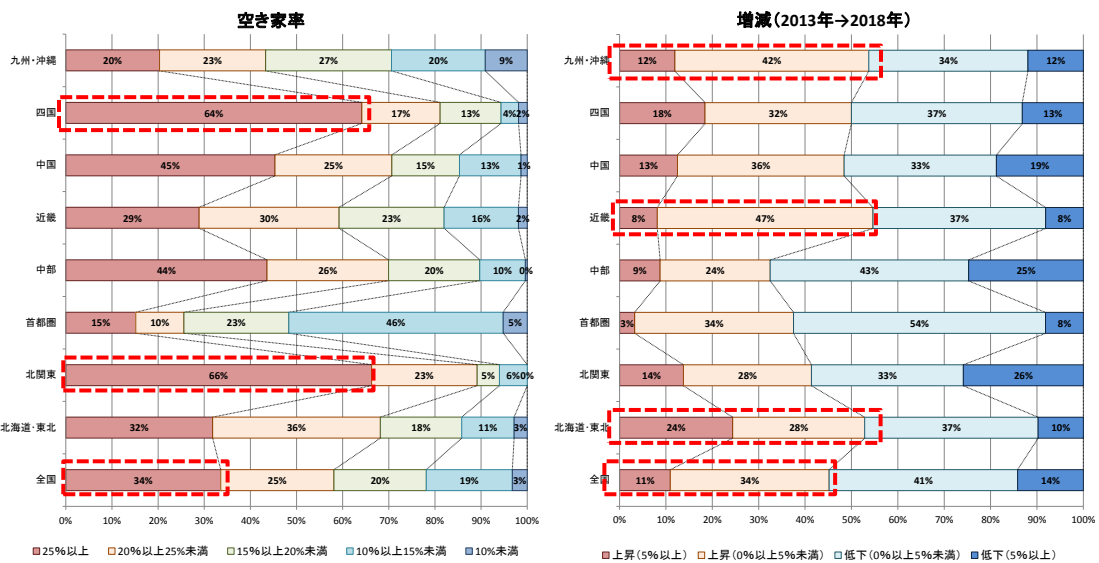 空き家率
九州・沖縄 20% 23% 27% 20% 9%
四国 64% 17% 13% 4% 2%
中国 45% 25% 15% 13% 1%
近畿 29% 30% 23% 16% 2%
中部 44% 26% 20% 10% 0%
首都圏 15% 10% 23% 46% 5%
北関東 66% 23% 5% 6% 0%
北海道・東北 32% 36% 18% 11% 3%
全国 34% 25% 20% 19% 3%
0% 10% 20% 30% 40% 50% 60% 70% 80% 90% 100%
25%以上 20%以上25%未満 15%以上20%未満 10%以上15%未満 10%未満
増減(2013年→2018年)
九州・沖縄 12% 42% 34% 12%
四国 18% 32% 37% 13%
中国 13% 36% 33% 19%
近畿 8% 47% 37% 8%
中部 9% 24% 43% 25%
首都圏 3% 34% 54% 8%
北関東 14% 28% 33% 26%
北海道・東北 24% 28% 37% 10%
全国 11% 34% 41% 14%
0% 10% 20% 30% 40% 50% 60% 70% 80% 90% 100%
上昇(5%以上) 上昇(0%以上5%未満) 低下(0%以上5%未満) 低下(5%以上)